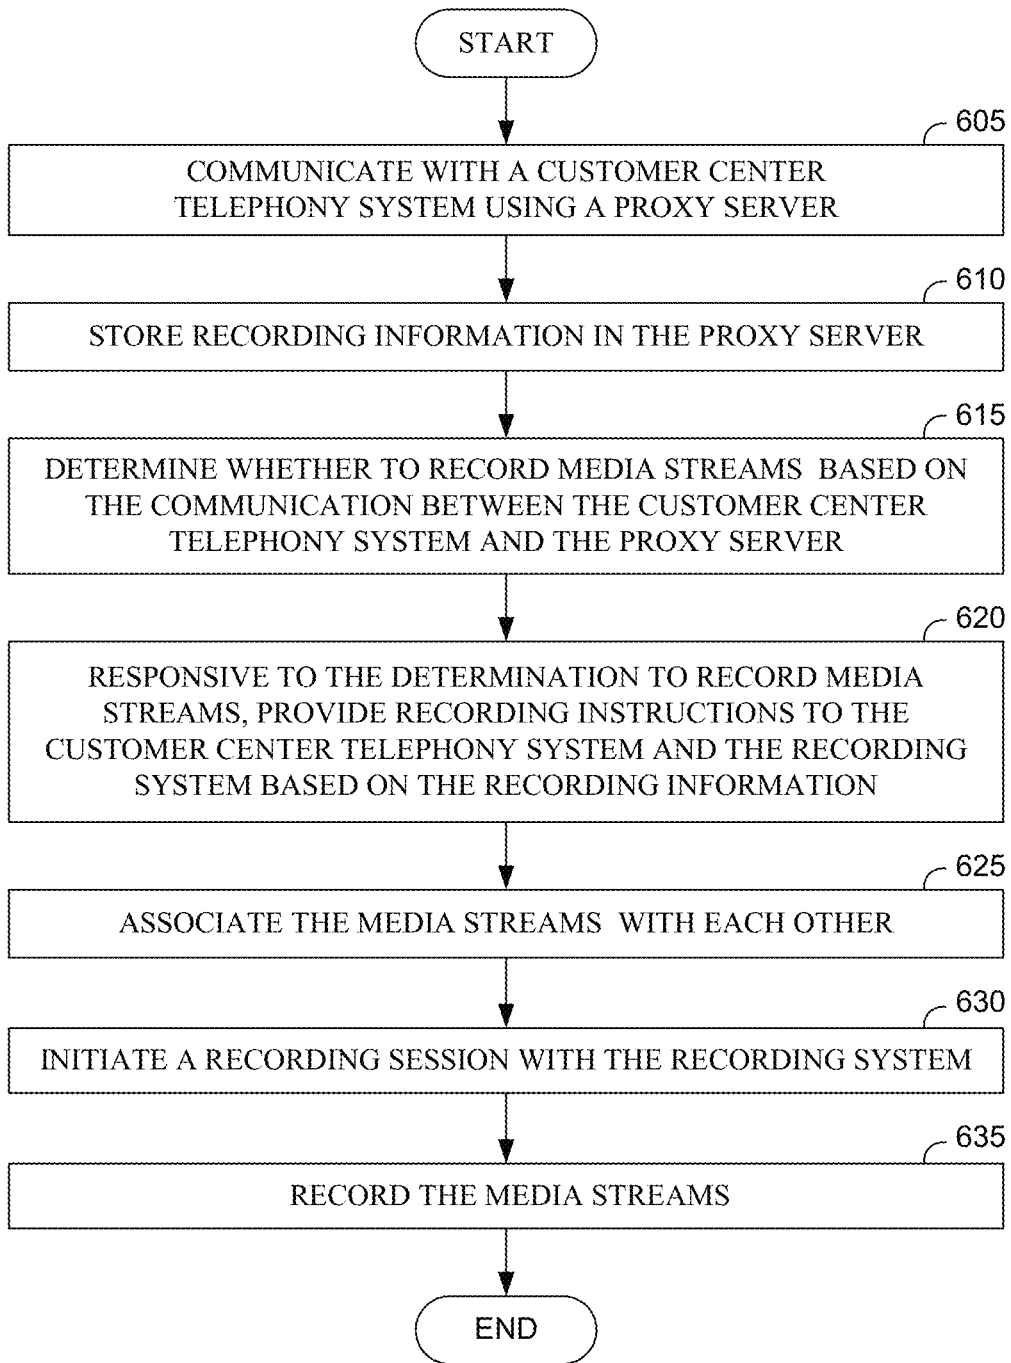 START
605
COMMUNICATE WITH A CUSTOMER CENTER
TELEPHONY SYSTEM USING A PROXY SERVER
610
STORE RECORDING INFORMATION IN THE PROXY SERVER
615
DETERMINE WHETHER TO RECORD MEDIA STREAMS BASED ON
THE COMMUNICATION BETWEEN THE CUSTOMER CENTER
TELEPHONY SYSTEM AND THE PROXY SERVER
620
RESPONSIVE TO THE DETERMINATION TO RECORD MEDIA
STREAMS, PROVIDE RECORDING INSTRUCTIONS TO THE
CUSTOMER CENTER TELEPHONY SYSTEM AND THE RECORDING
SYSTEM BASED ON THE RECORDING INFORMATION
625
ASSOCIATE THE MEDIA STREAMS WITH EACH OTHER
630
INITIATE A RECORDING SESSION WITH THE RECORDING SYSTEM
635
RECORD THE MEDIA STREAMS
END